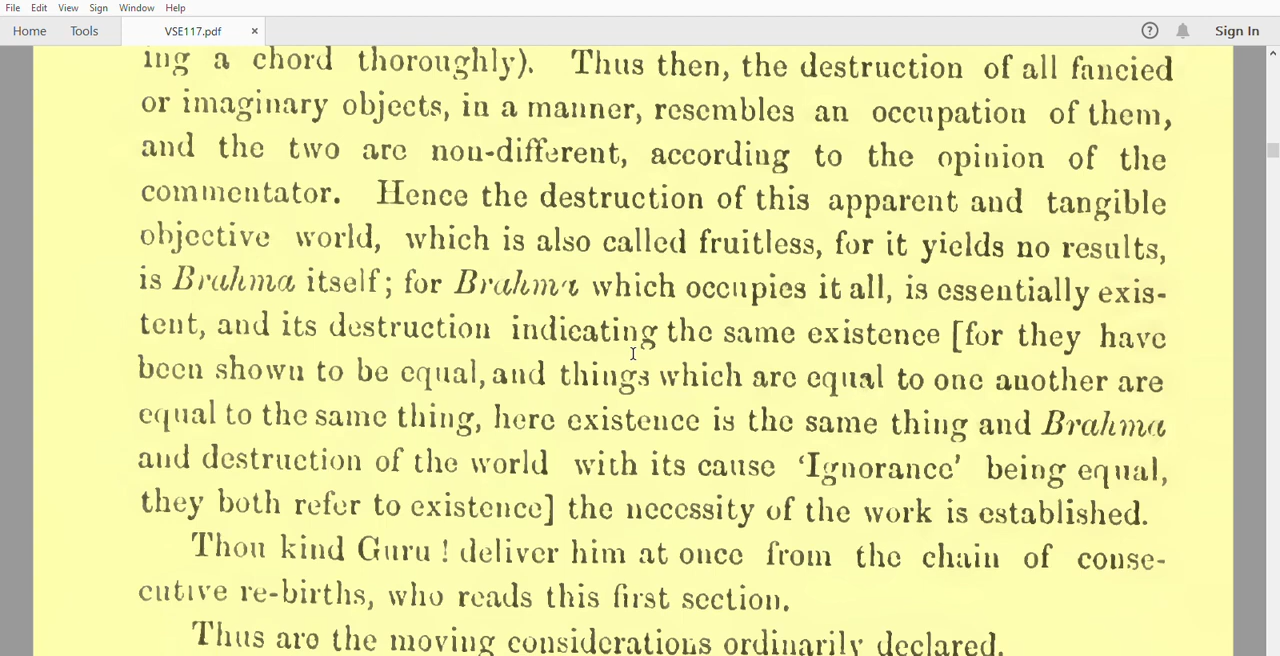 File Edit View Sign Window Help
Home Tools VSE117.pdf × ? Sign In
ing a chord thoroughly). Thus then, the destruction of all fancied
or imaginary objects, in a manner, resembles an occupation of them,
and the two are non-different, according to the opinion of the
commentator. Hence the destruction of this apparent and tangible
objective world, which is also called fruitless, for it yields no results,
is Brahma itself; for Brahma which occupies it all, is essentially exis-
tent, and its destruction indicating the same existence [for they have
been shown to be equal, and things which are equal to one another are
equal to the same thing, here existence is the same thing and Brahma
and destruction of the world with its cause ‘Ignorance’ being equal,
they both refer to existence] the necessity of the work is established.
Thou kind Guru ! deliver him at once from the chain of conse-
cutive re-births, who reads this first section.
Thus are the moving considerations ordinarily declared.